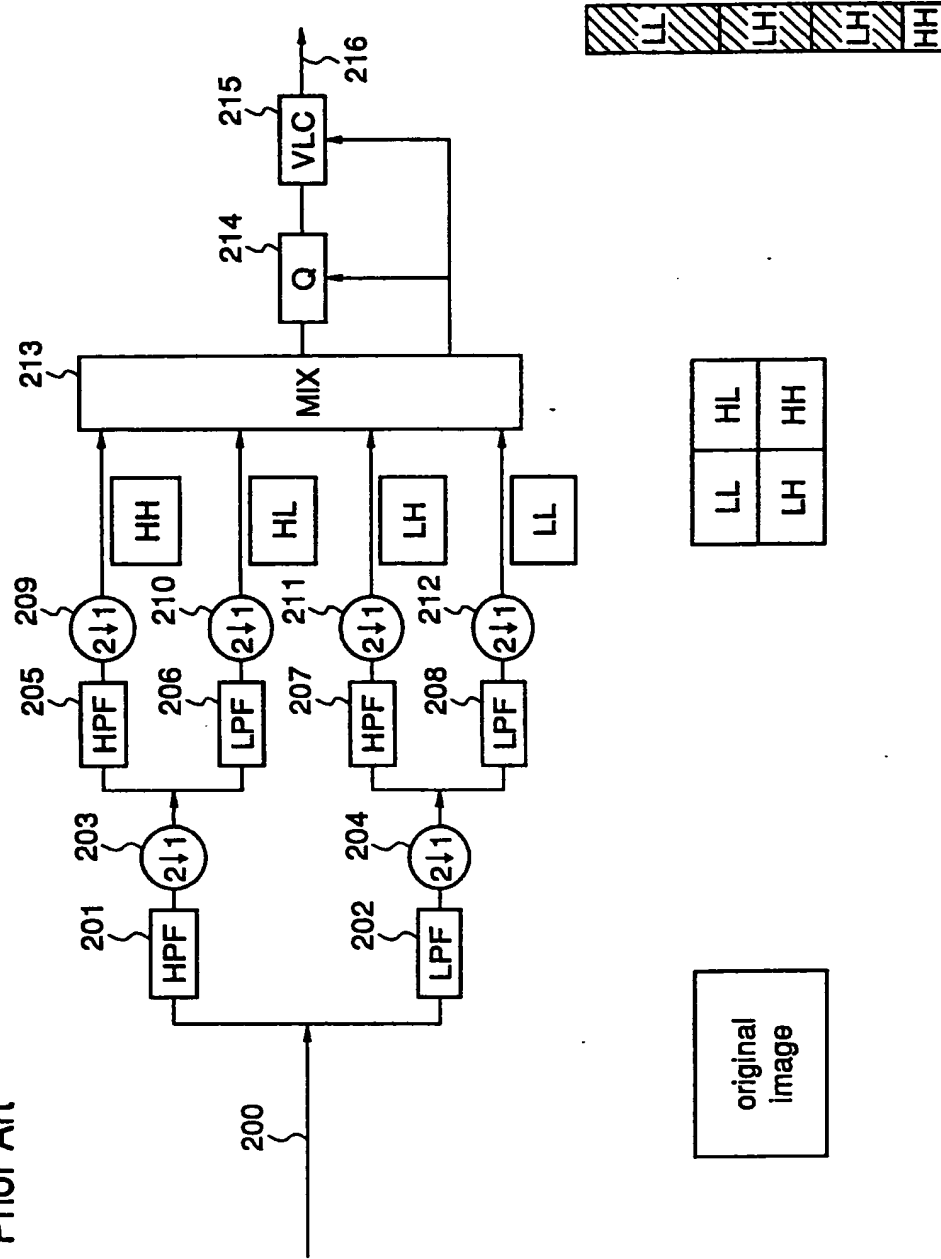 Prior Art
200
201
HPF
202
LPF
203
2↓1
204
2↓1
205
HPF
206
LPF
207
HPF
208
LPF
209
2↓1
210
2↓1
211
2↓1
212
2↓1
HH
HL
LH
LL
213
MIX
214
Q
215
VLC
216
original
image
LL HL
LH HH
LL
LH
LH
HH